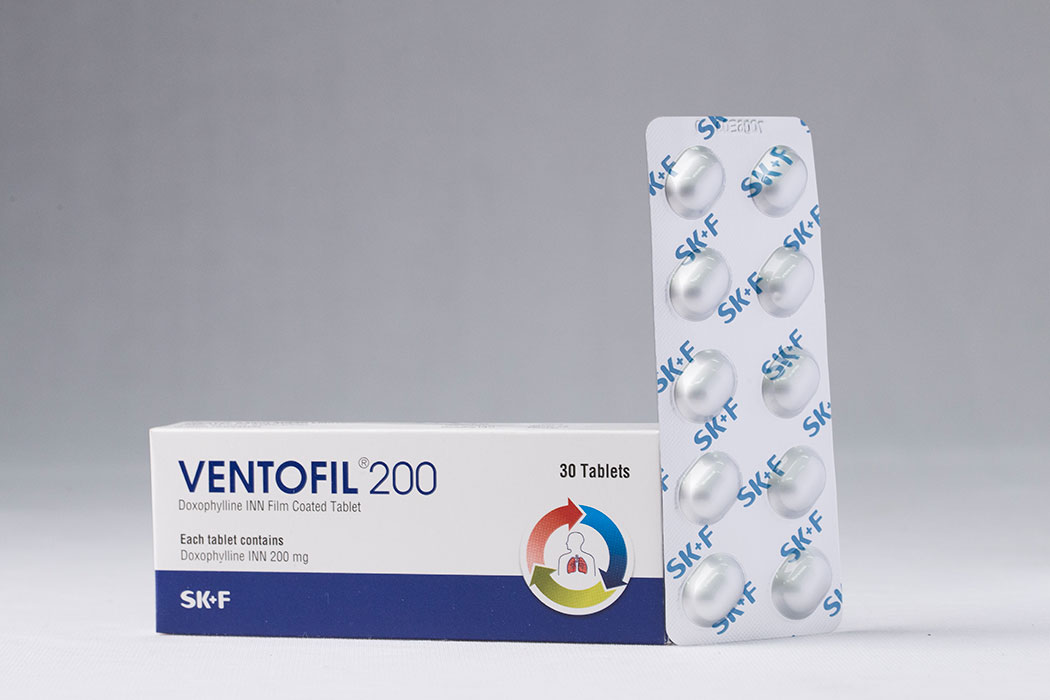 VENTOFIL® 200
Doxophylline INN Film Coated Tablet
Each tablet contains
Doxophylline INN 200 mg
30 Tablets
SK+F
SK+F
SK+F
SK+F
SK+F
SK+F
SK+F
SK+F
SK+F
SK+F
SK+F
SK+F
SK+F